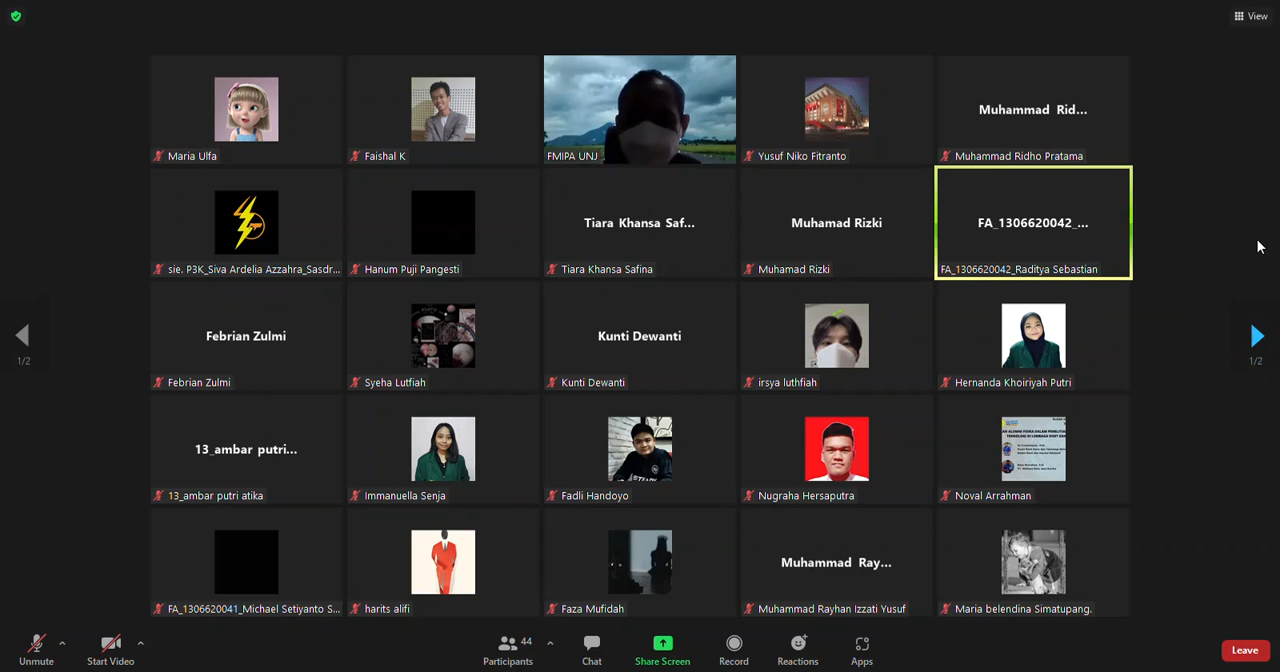 View
Maria Ulfa
Faishal K
FMIPA UNJ
Yusuf Niko Fitranto
Muhammad Rid...
Muhammad Ridho Pratama
sie. P3K_Siva Ardelia Azzahra_Sasdr...
Hanum Puji Pangesti
Tiara Khansa Saf...
Tiara Khansa Safina
Muhamad Rizki
Muhamad Rizki
FA_1306620042_...
FA_1306620042_Raditya Sebastian
1/2
1/2
Febrian Zulmi
Febrian Zulmi
Syeha Lutfiah
Kunti Dewanti
Kunti Dewanti
irsya luthfiah
Hernanda Khoiriyah Putri
13_ambar putri...
13_ambar putri atika
Immanuella Senja
Fadli Handoyo
Nugraha Hersaputra
Noval Arrahman
FA_1306620041_Michael Setiyanto S...
harits alifi
Faza Mufidah
Muhammad Ray...
Muhammad Rayhan Izzati Yusuf
Maria belendina Simatupang.
Unmute
Start Video
44
Participants
Chat
Share Screen
Record
Reactions
Apps
Leave